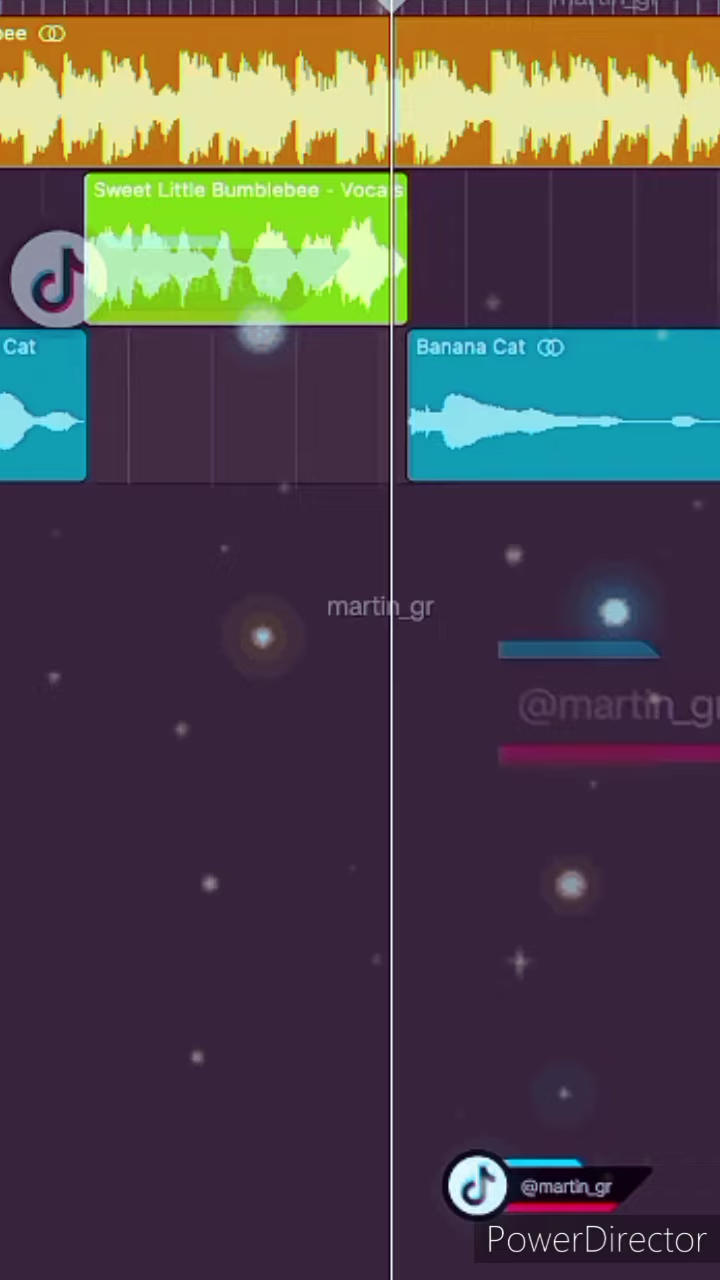 bee
Sweet Little Bumblebee - Vocals
Cat
Banana Cat
martin_gr
@martin_gr
@martin_gr
PowerDirector